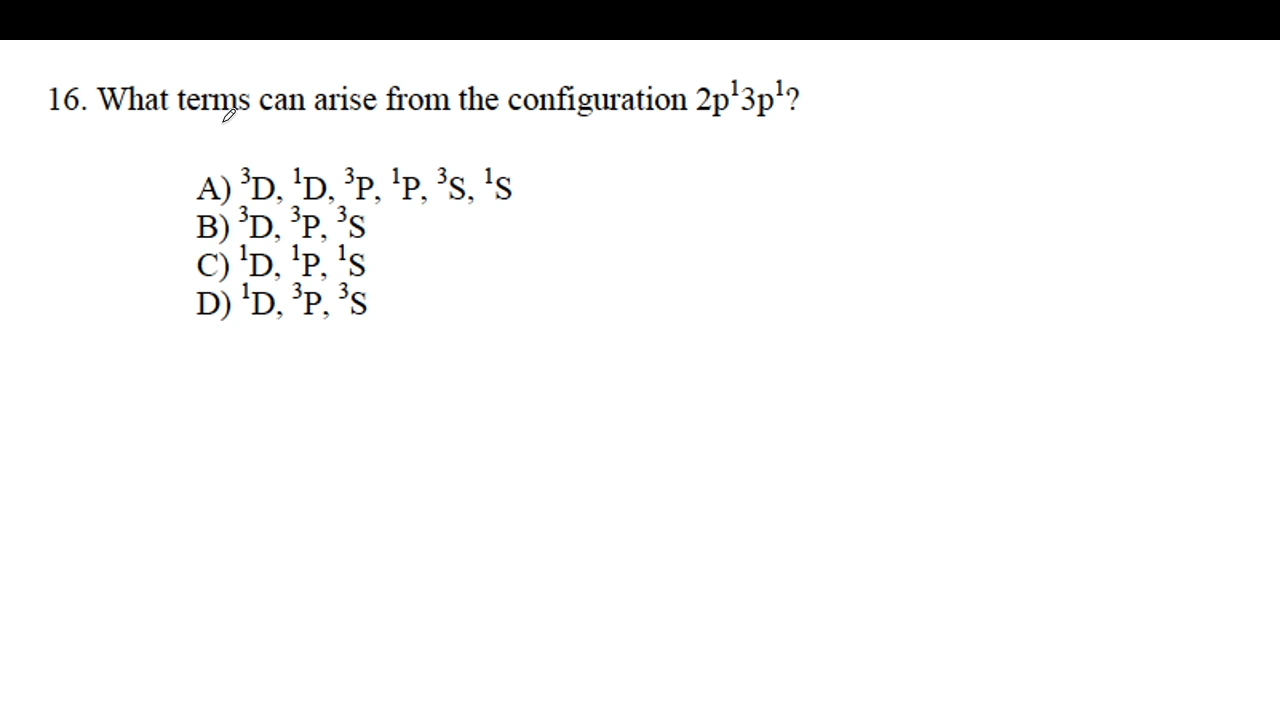 16. What terms can arise from the configuration 2p¹3p¹?
A) ³D, ¹D, ³P, ¹P, ³S, ¹S
B) ³D, ³P, ³S
C) ¹D, ¹P, ¹S
D) ¹D, ³P, ³S